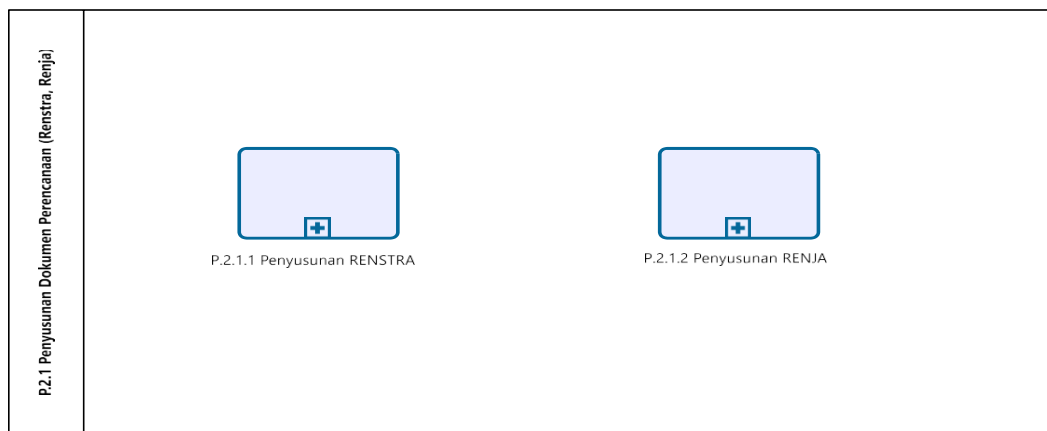 P.2.1 Penyusunan Dokumen Perencanaan (Renstra, Renja)
P.2.1.1 Penyusunan RENSTRA
P.2.1.2 Penyusunan RENJA